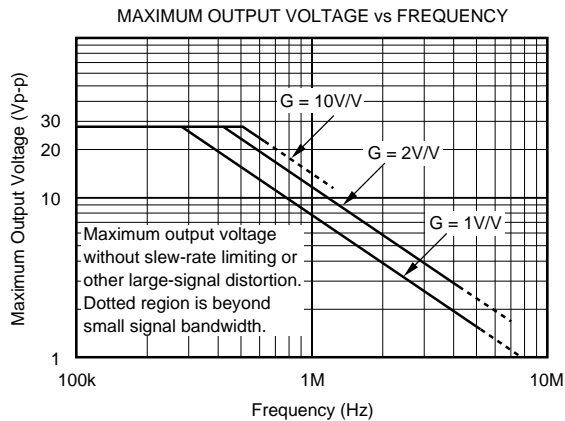 MAXIMUM OUTPUT VOLTAGE vs FREQUENCY
Maximum Output Voltage (Vp-p)
30
20
10
1
G = 10V/V
G = 2V/V
G = 1V/V
Maximum output voltage
without slew-rate limiting or
other large-signal distortion.
Dotted region is beyond
small signal bandwidth.
100k
1M
10M
Frequency (Hz)